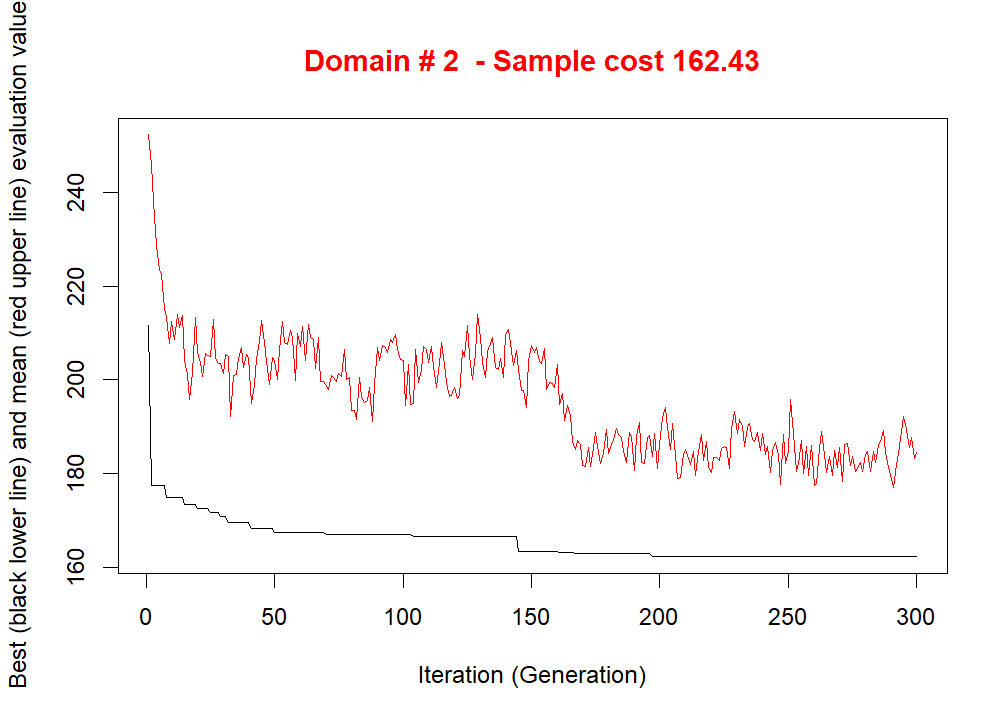 Domain # 2  - Sample cost 162.43
Best (black lower line) and mean (red upper line) evaluation value
240
220
200
180
160
0 50 100 150 200 250 300
Iteration (Generation)